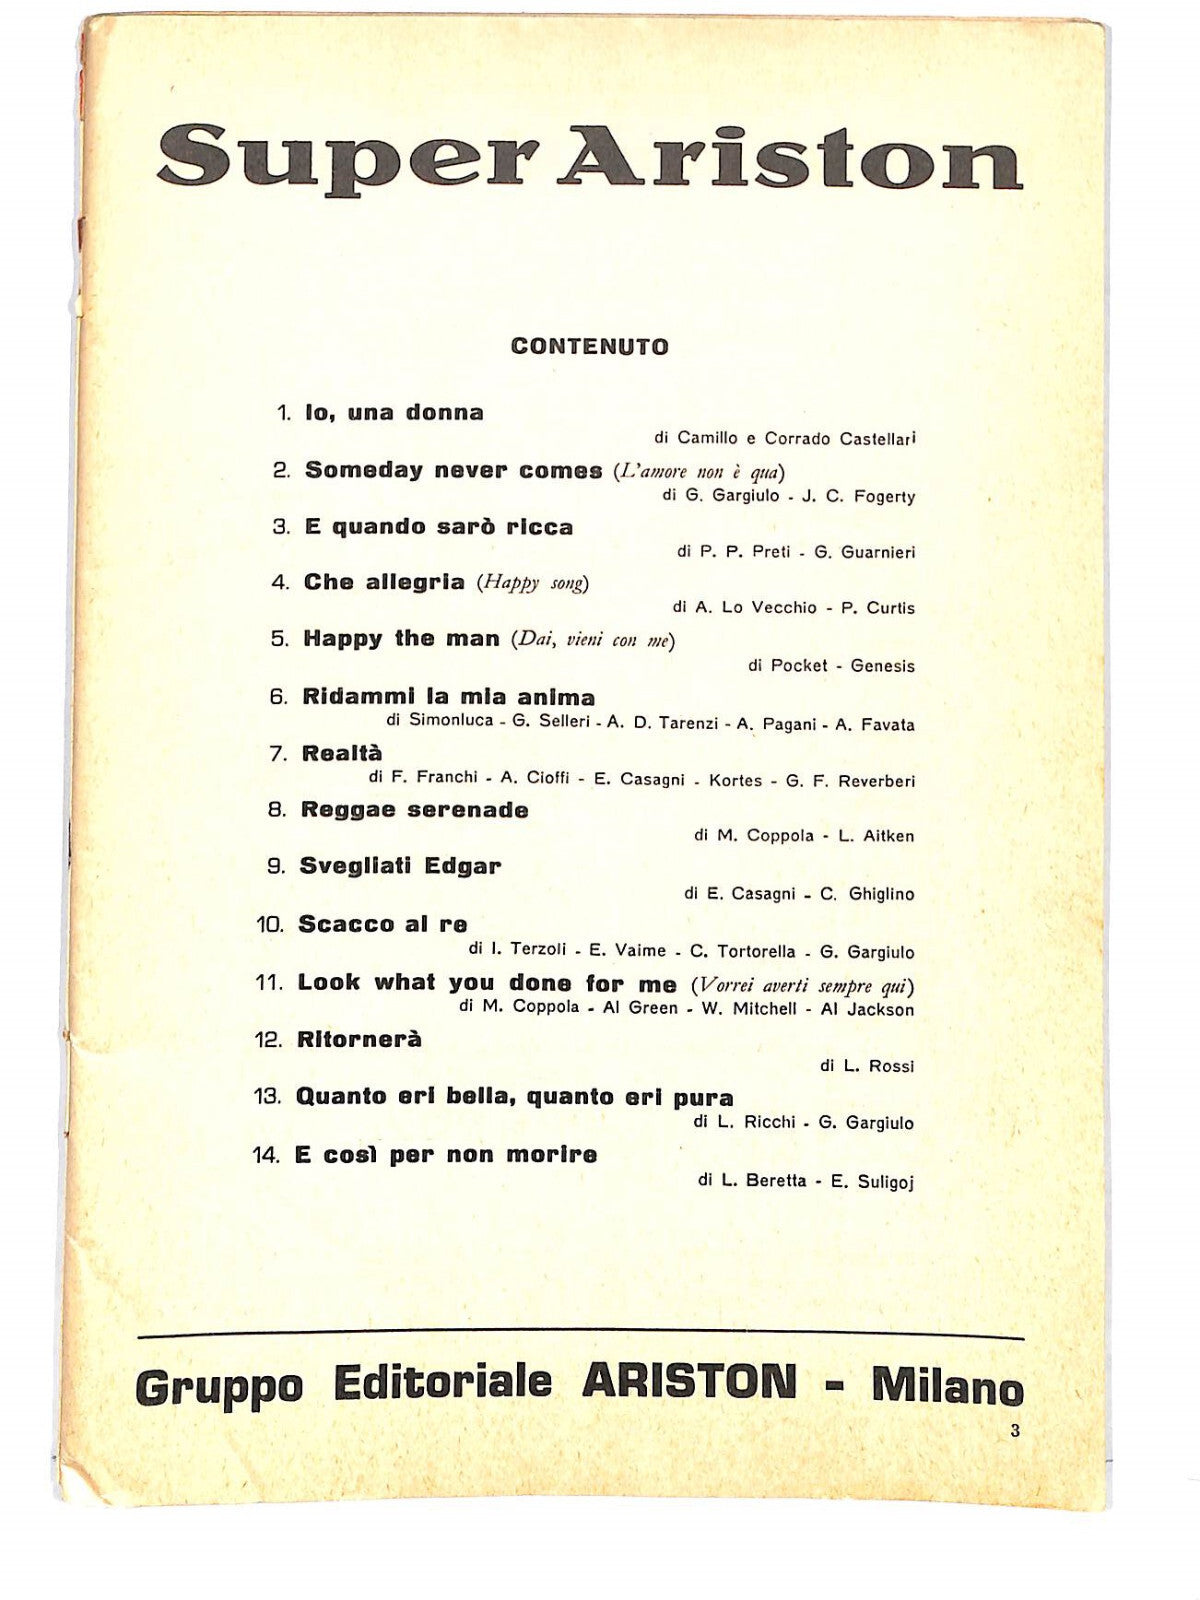 Super Ariston
CONTENUTO
1. Io, una donna
di Camillo e Corrado Castellari
2. Someday never comes (L'amore non è qua)
di G. Gargiulo - J. C. Fogerty
3. E quando sarò ricca
di P. P. Preti - G. Guarnieri
4. Che allegria (Happy song)
di A. Lo Vecchio - P. Curtis
5. Happy the man (Dai, vieni con me)
di Pocket - Genesis
6. Ridammi la mia anima
di Simonluca - G. Selleri - A. D. Tarenzi - A. Pagani - A. Favata
7. Realtà
di F. Franchi - A. Cioffi - E. Casagni - Kortes - G. F. Reverberi
8. Reggae serenade
di M. Coppola - L. Aitken
9. Svegliati Edgar
di E. Casagni - C. Ghiglino
10. Scacco al re
di I. Terzoli - E. Vaime - C. Tortorella - G. Gargiulo
11. Look what you done for me (Vorrei averti sempre qui)
di M. Coppola - Al Green - W. Mitchell - Al Jackson
12. Ritornerà
di L. Rossi
13. Quanto eri bella, quanto eri pura
di L. Ricchi - G. Gargiulo
14. E così per non morire
di L. Beretta - E. Suligoj
Gruppo Editoriale ARISTON - Milano
3